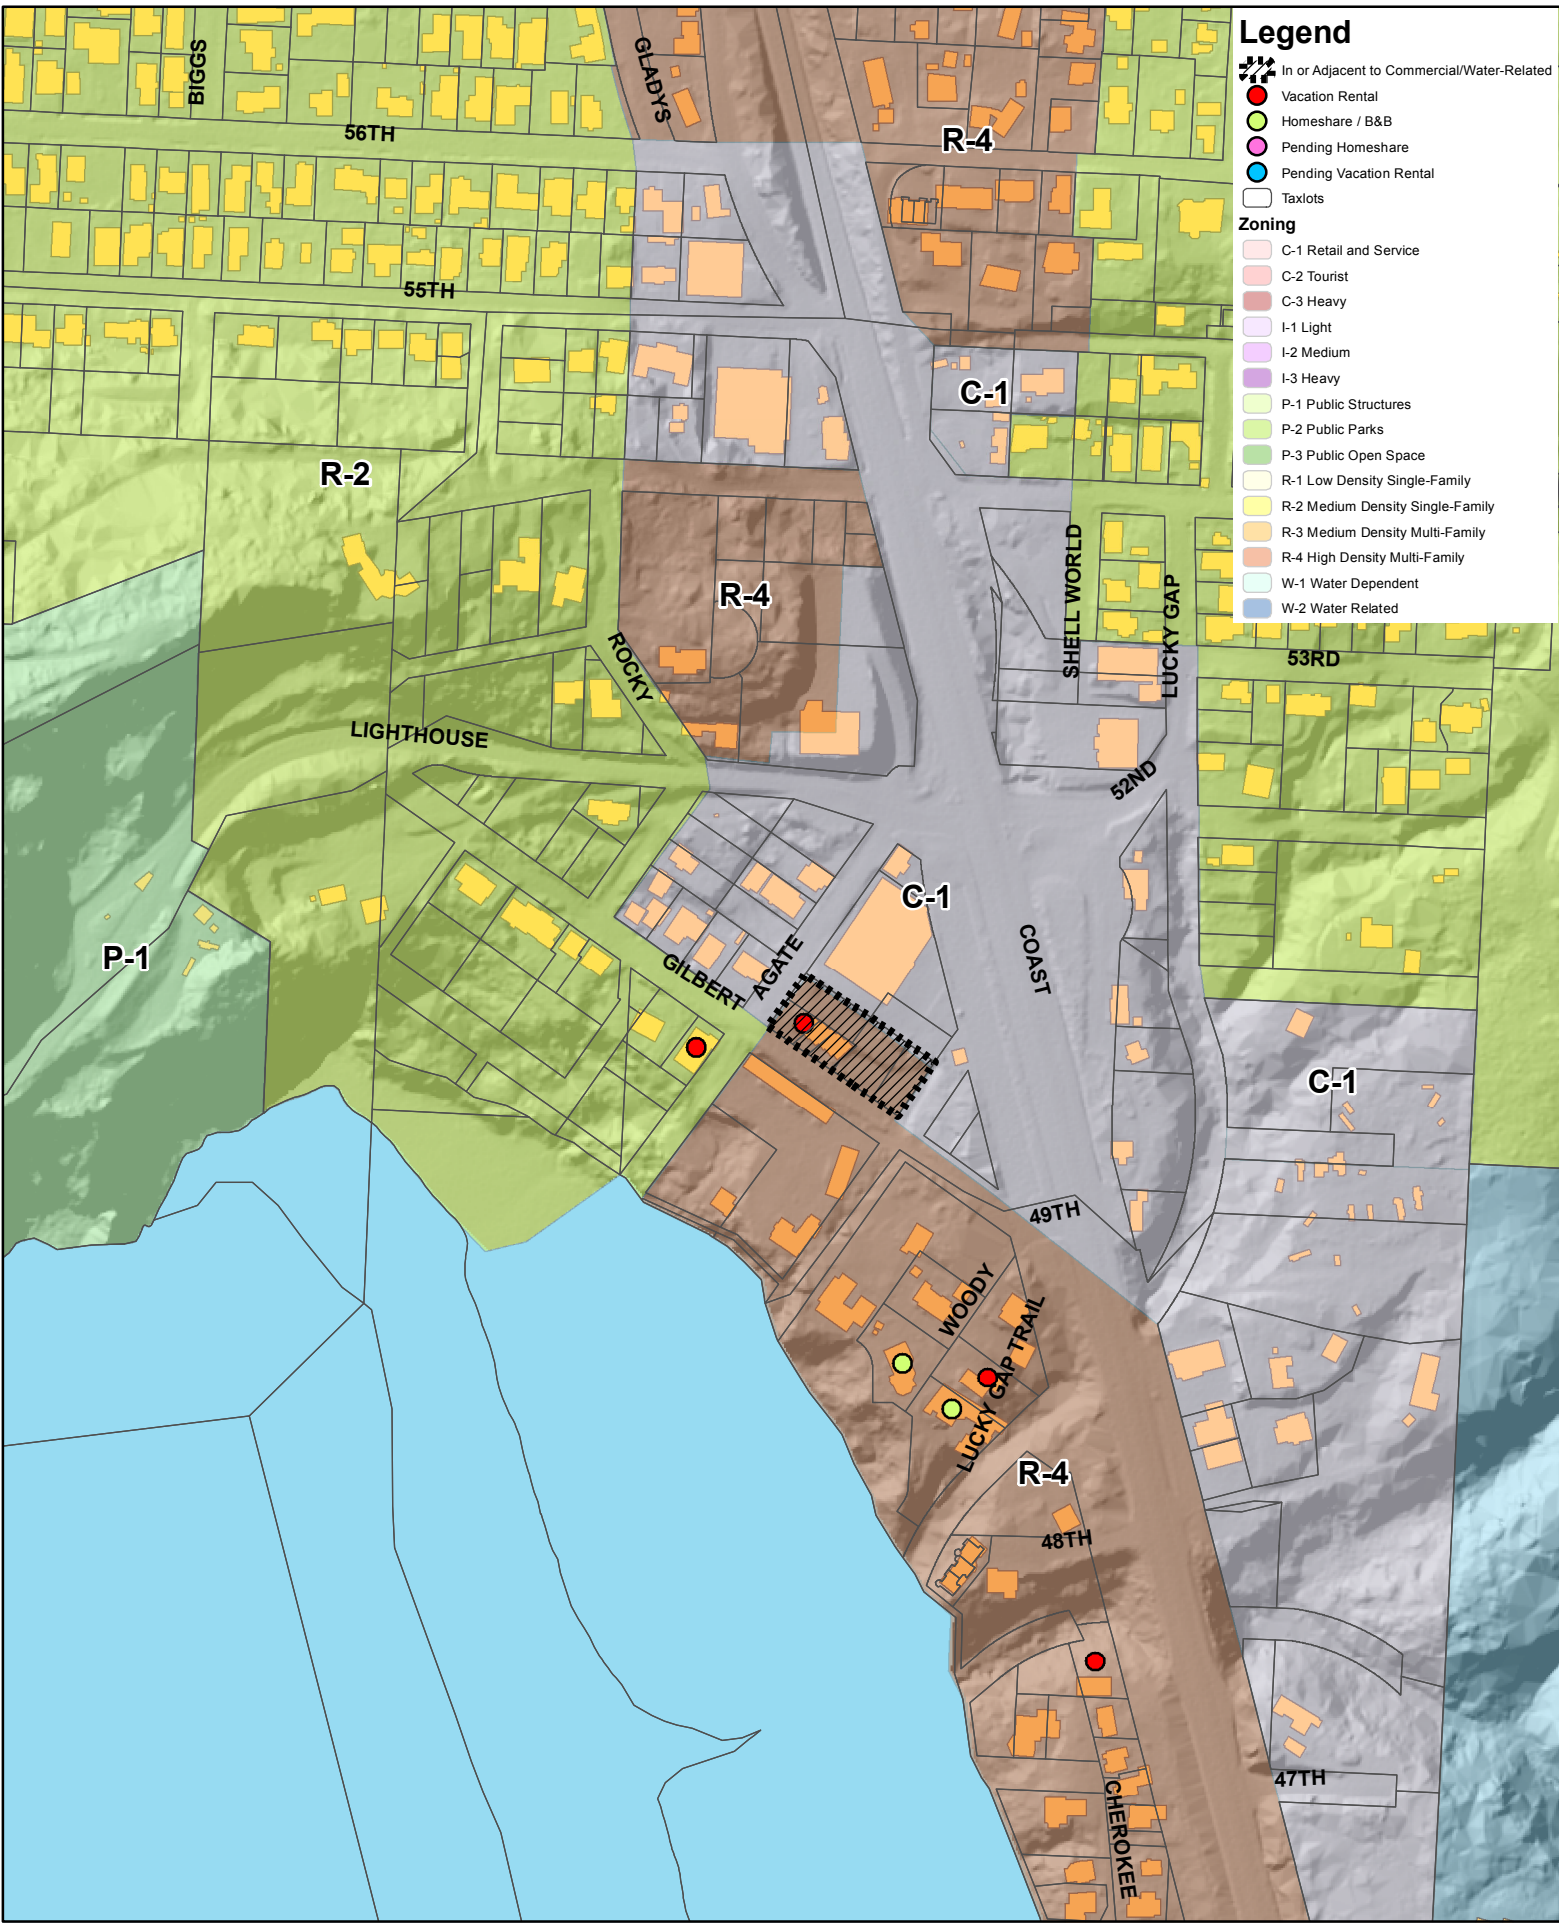 Legend
In or Adjacent to Commercial/Water-Related
Vacation Rental
Homeshare / B&B
Pending Homeshare
Pending Vacation Rental
Taxlots
Zoning
C-1 Retail and Service
C-2 Tourist
C-3 Heavy
I-1 Light
I-2 Medium
I-3 Heavy
P-1 Public Structures
P-2 Public Parks
P-3 Public Open Space
R-1 Low Density Single-Family
R-2 Medium Density Single-Family
R-3 Medium Density Multi-Family
R-4 High Density Multi-Family
W-1 Water Dependent
W-2 Water Related
BIGGS
GLADYS
56TH
R-4
55TH
C-1
R-2
SHELL WORLD
R-4
LUCKY GAP
ROCKY
53RD
LIGHTHOUSE
52ND
C-1
COAST
P-1
AGATE
GILBERT
C-1
49TH
WOODY
LUCKY GAP TRAIL
R-4
48TH
47TH
CHEROKEE